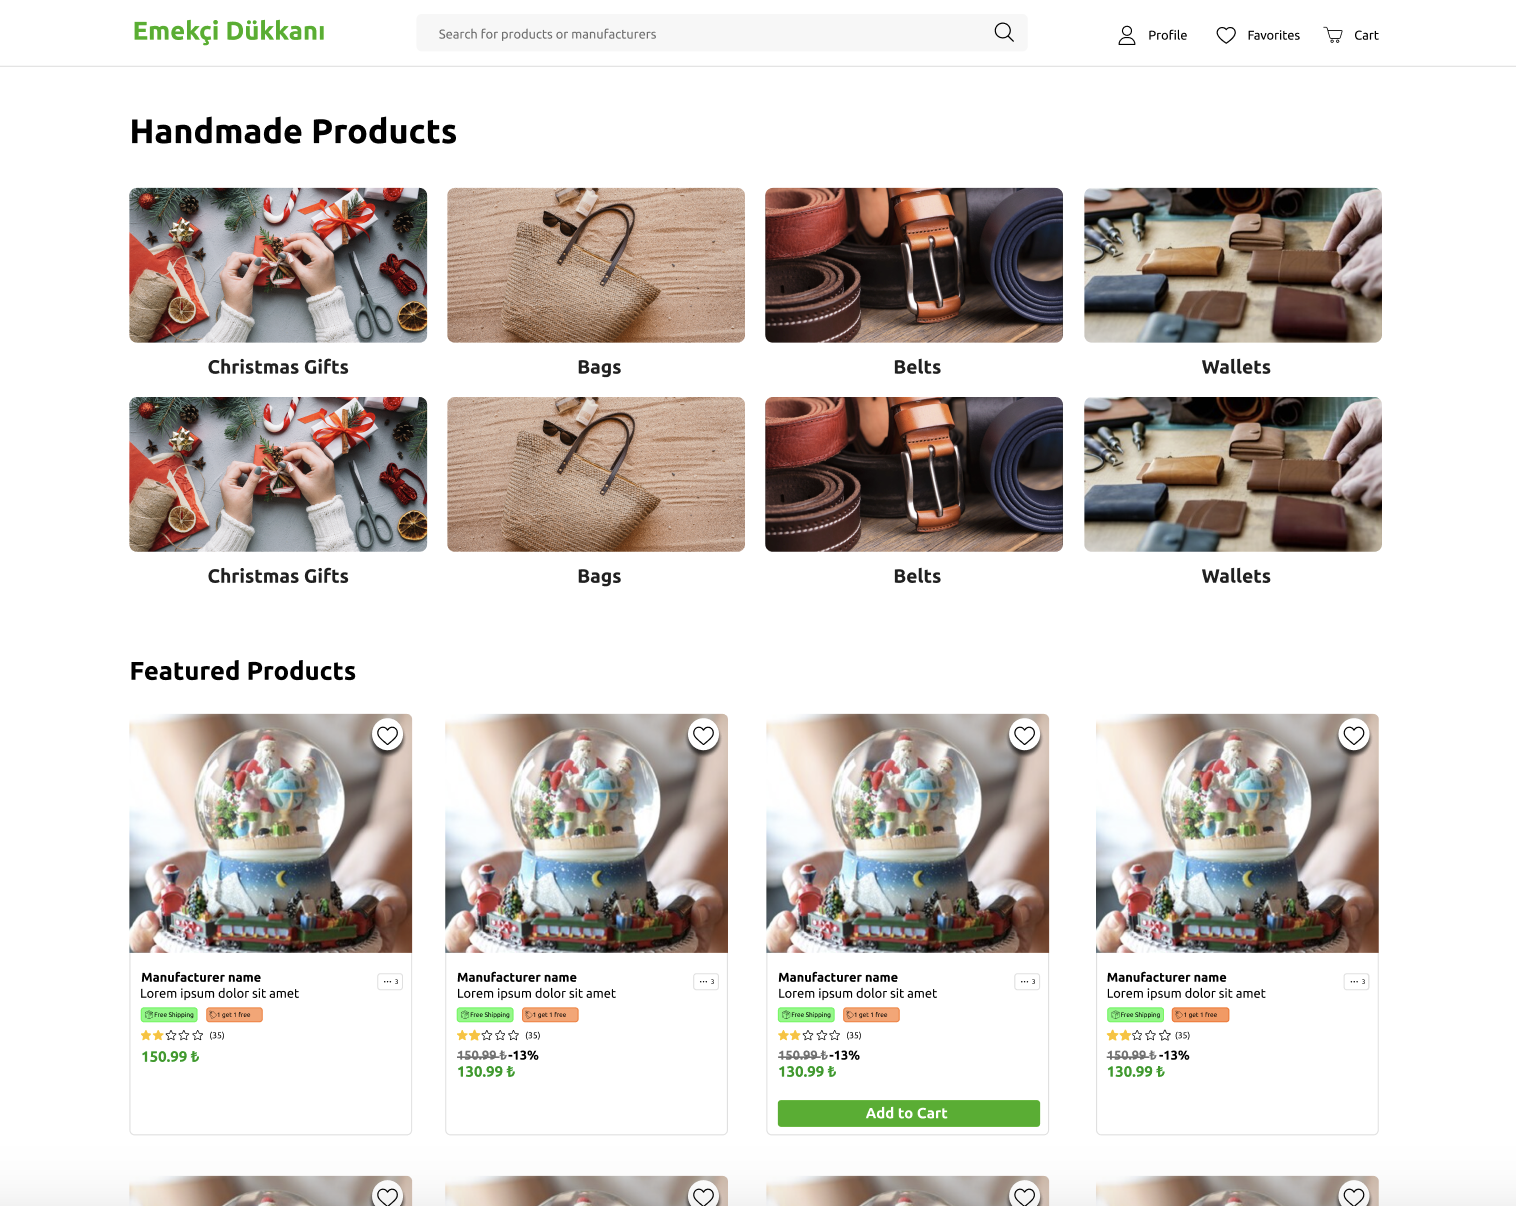 Emekçi Dükkanı
Search for products or manufacturers
Profile
Favorites
Cart
Handmade Products
Christmas Gifts
Bags
Belts
Wallets
Christmas Gifts
Bags
Belts
Wallets
Featured Products
Manufacturer name
Lorem ipsum dolor sit amet
... 3
Free Shipping
1 get 1 free
(35)
150.99 ₺
Manufacturer name
Lorem ipsum dolor sit amet
... 3
Free Shipping
1 get 1 free
(35)
150.99 ₺ -13%
130.99 ₺
Manufacturer name
Lorem ipsum dolor sit amet
... 3
Free Shipping
1 get 1 free
(35)
150.99 ₺ -13%
130.99 ₺
Add to Cart
Manufacturer name
Lorem ipsum dolor sit amet
... 3
Free Shipping
1 get 1 free
(35)
150.99 ₺ -13%
130.99 ₺